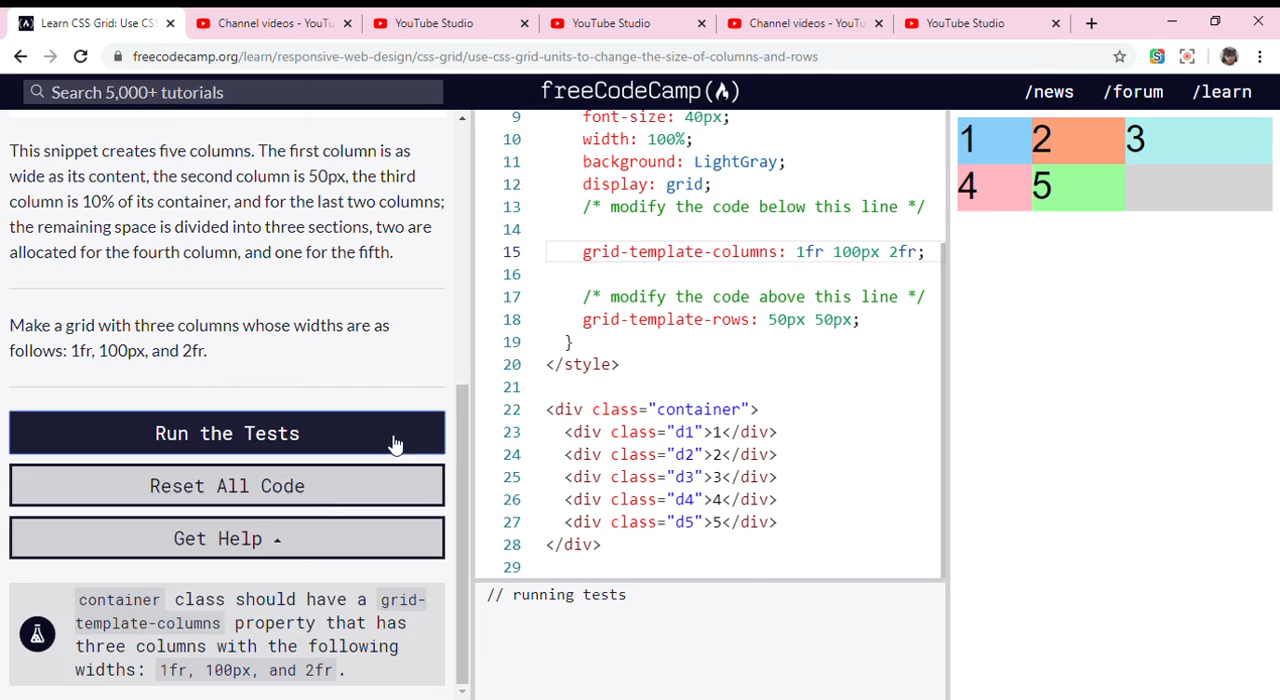 Learn CSS Grid: Use CS
Channel videos - YouTu
YouTube Studio
YouTube Studio
Channel videos - YouTu
YouTube Studio
freecodecamp.org/learn/responsive-web-design/css-grid/use-css-grid-units-to-change-the-size-of-columns-and-rows
Search 5,000+ tutorials
freeCodeCamp
/news
/forum
/learn
This snippet creates five columns. The first column is as
wide as its content, the second column is 50px, the third
column is 10% of its container, and for the last two columns;
the remaining space is divided into three sections, two are
allocated for the fourth column, and one for the fifth.
Make a grid with three columns whose widths are as
follows: 1fr, 100px, and 2fr.
Run the Tests
Reset All Code
Get Help
container class should have a grid-
template-columns property that has
three columns with the following
widths: 1fr, 100px, and 2fr.
9 font-size: 40px;
10 width: 100%;
11 background: LightGray;
12 display: grid;
13 /* modify the code below this line */
14
15 grid-template-columns: 1fr 100px 2fr;
16
17 /* modify the code above this line */
18 grid-template-rows: 50px 50px;
19 }
20 </style>
21
22 <div class="container">
23 <div class="d1">1</div>
24 <div class="d2">2</div>
25 <div class="d3">3</div>
26 <div class="d4">4</div>
27 <div class="d5">5</div>
28 </div>
29
// running tests
1 2 3
4 5